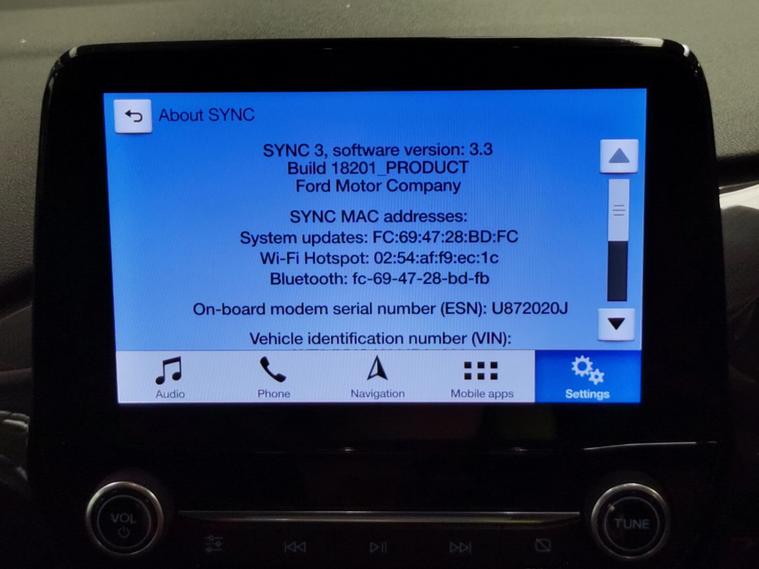 About SYNC
SYNC 3, software version: 3.3
Build 18201_PRODUCT
Ford Motor Company
SYNC MAC addresses:
System updates: FC:69:47:28:BD:FC
Wi-Fi Hotspot: 02:54:af:f9:ec:1c
Bluetooth: fc-69-47-28-bd-fb
On-board modem serial number (ESN): U872020J
Vehicle identification number (VIN):
Audio
Phone
Navigation
Mobile apps
Settings
VOL
TUNE